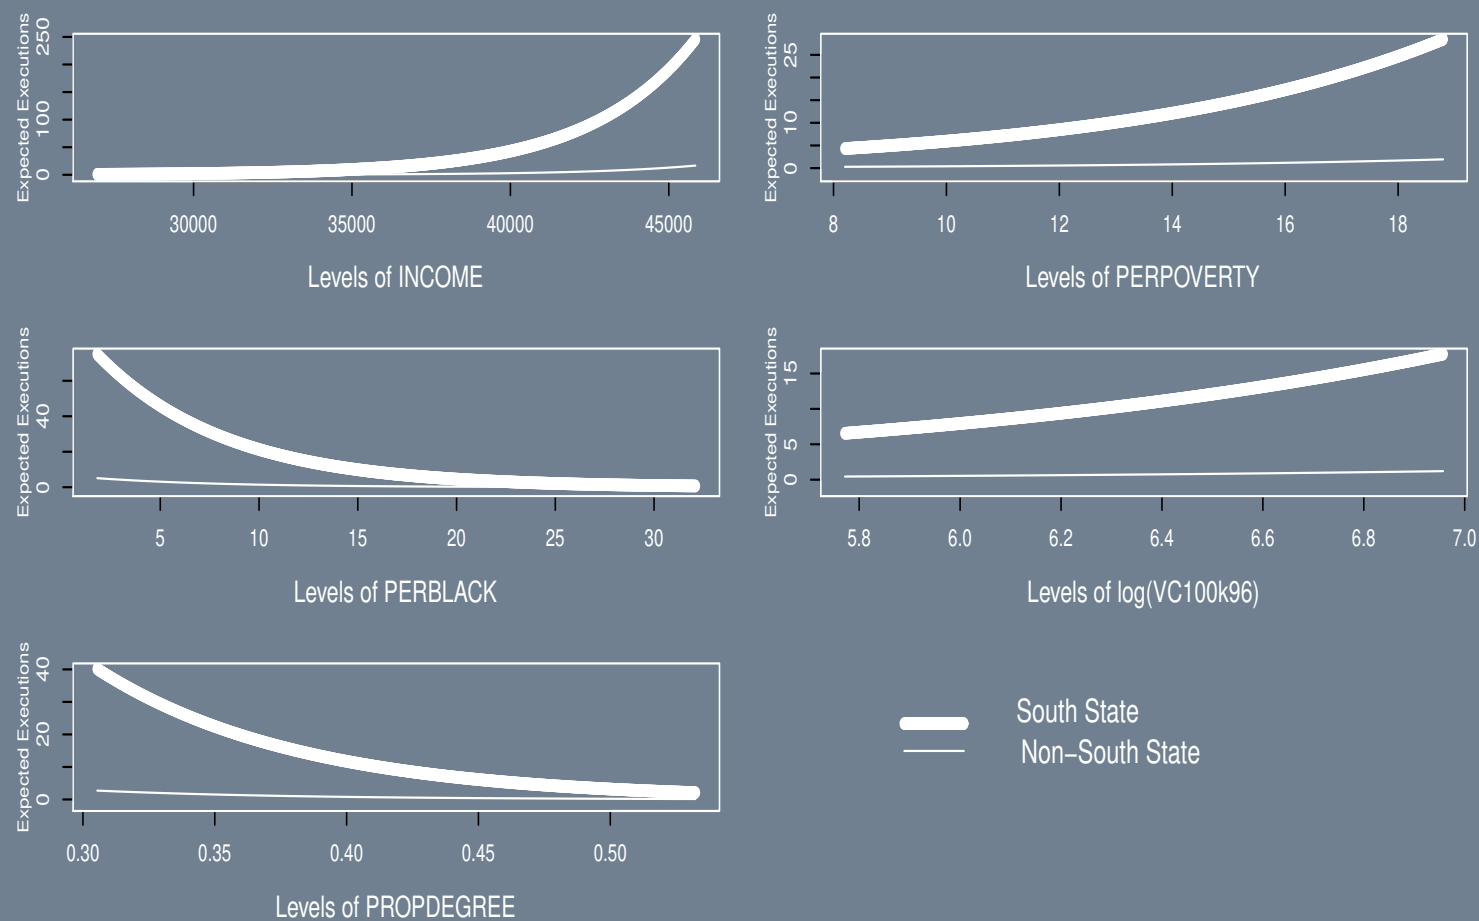 Expected Executions
0 100 250
30000 35000 40000 45000
Levels of INCOME
Expected Executions
0 10 25
8 10 12 14 16 18
Levels of PERPOVERTY
Expected Executions
0 40
5 10 15 20 25 30
Levels of PERBLACK
Expected Executions
0 5 15
5.8 6.0 6.2 6.4 6.6 6.8 7.0
Levels of log(VC100k96)
Expected Executions
0 20 40
0.30 0.35 0.40 0.45 0.50
Levels of PROPDEGREE
South State
Non−South State